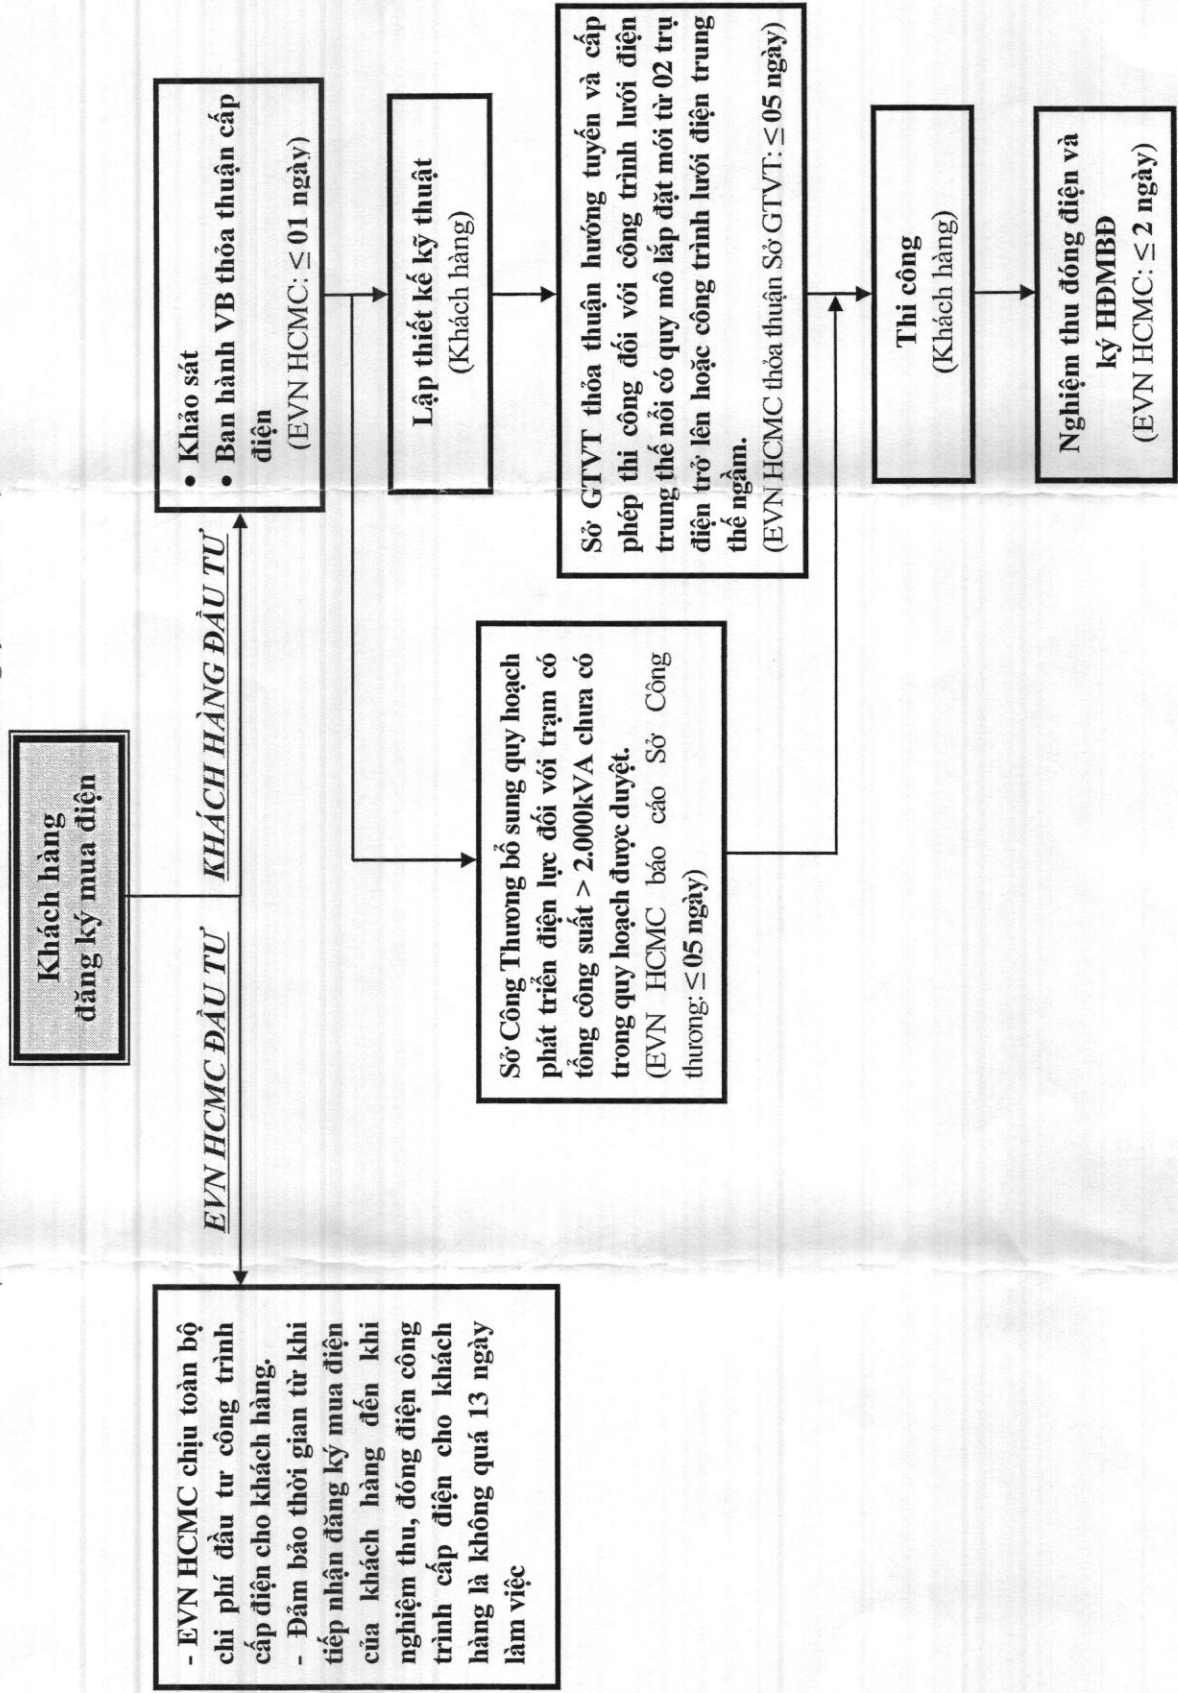 Khách hàng
đăng ký mua điện
EVN HCMC ĐẦU TƯ
KHÁCH HÀNG ĐẦU TƯ
- EVN HCMC chịu toàn bộ
chi phí đầu tư công trình
cấp điện cho khách hàng.
- Đảm bảo thời gian từ khi
tiếp nhận đăng ký mua điện
của khách hàng đến khi
nghiệm thu, đóng điện công
trình cấp điện cho khách
hàng là không quá 13 ngày
làm việc
• Khảo sát
• Ban hành VB thỏa thuận cấp
điện
(EVN HCMC: ≤ 01 ngày)
Lập thiết kế kỹ thuật
(Khách hàng)
Sở Công Thương bổ sung quy hoạch
phát triển điện lực đối với trạm có
tổng công suất > 2.000kVA chưa có
trong quy hoạch được duyệt.
(EVN HCMC báo cáo Sở Công
thương: ≤ 05 ngày)
Sở GTVT thỏa thuận hướng tuyến và cấp
phép thi công đối với công trình lưới điện
trung thế nổi có quy mô lắp đặt mới từ 02 trụ
điện trở lên hoặc công trình lưới điện trung
thế ngầm.
(EVN HCMC thỏa thuận Sở GTVT: ≤ 05 ngày)
Thi công
(Khách hàng)
Nghiệm thu đóng điện và
ký HĐMBĐ
(EVN HCMC: ≤ 2 ngày)